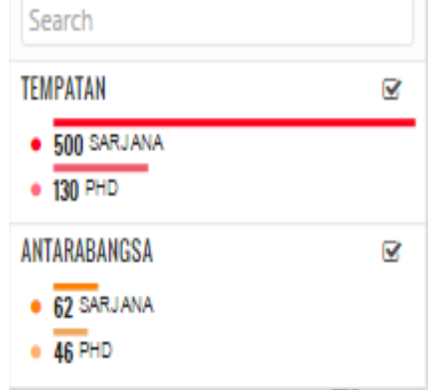 Search
TEMPATAN
500 SARJANA
130 PHD
ANTARABANGSA
62 SARJANA
46 PHD